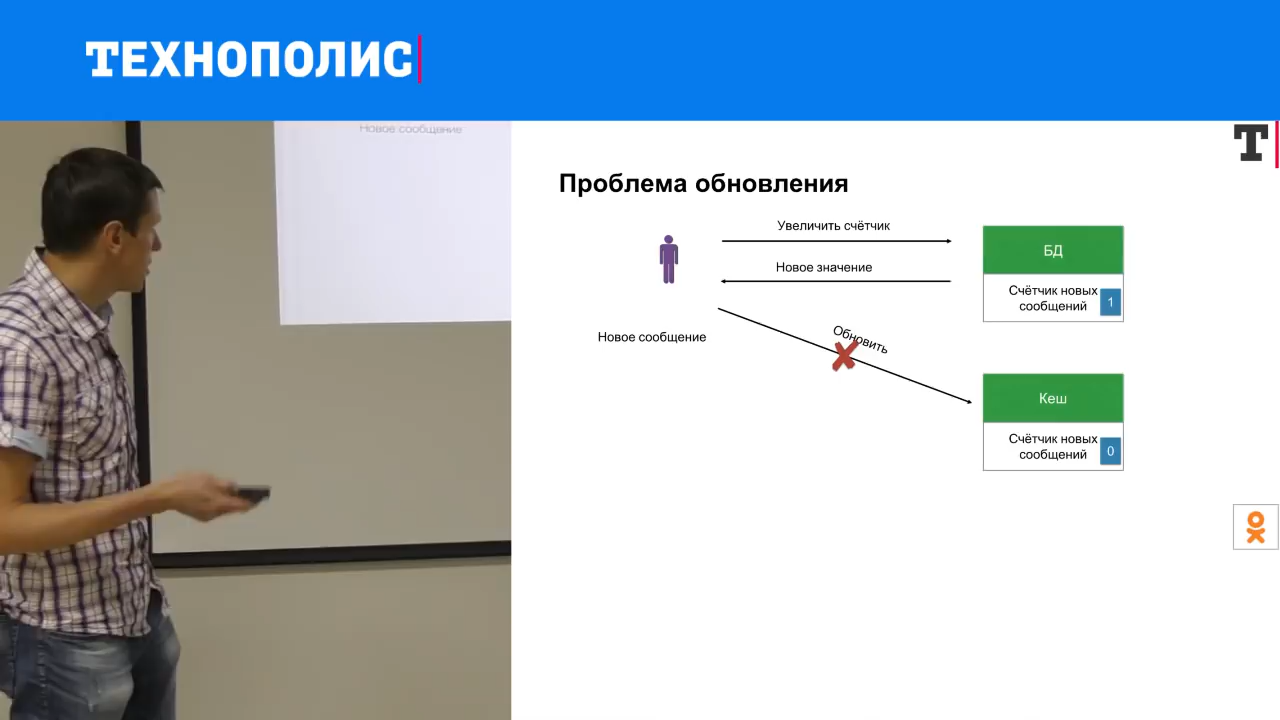 ТЕХНОПОЛИС
Новое сообщение
Т
Проблема обновления
Увеличить счётчик
БД
Новое значение
Счётчик новых
сообщений
1
Новое сообщение
Обновить
Кеш
Счётчик новых
сообщений
0